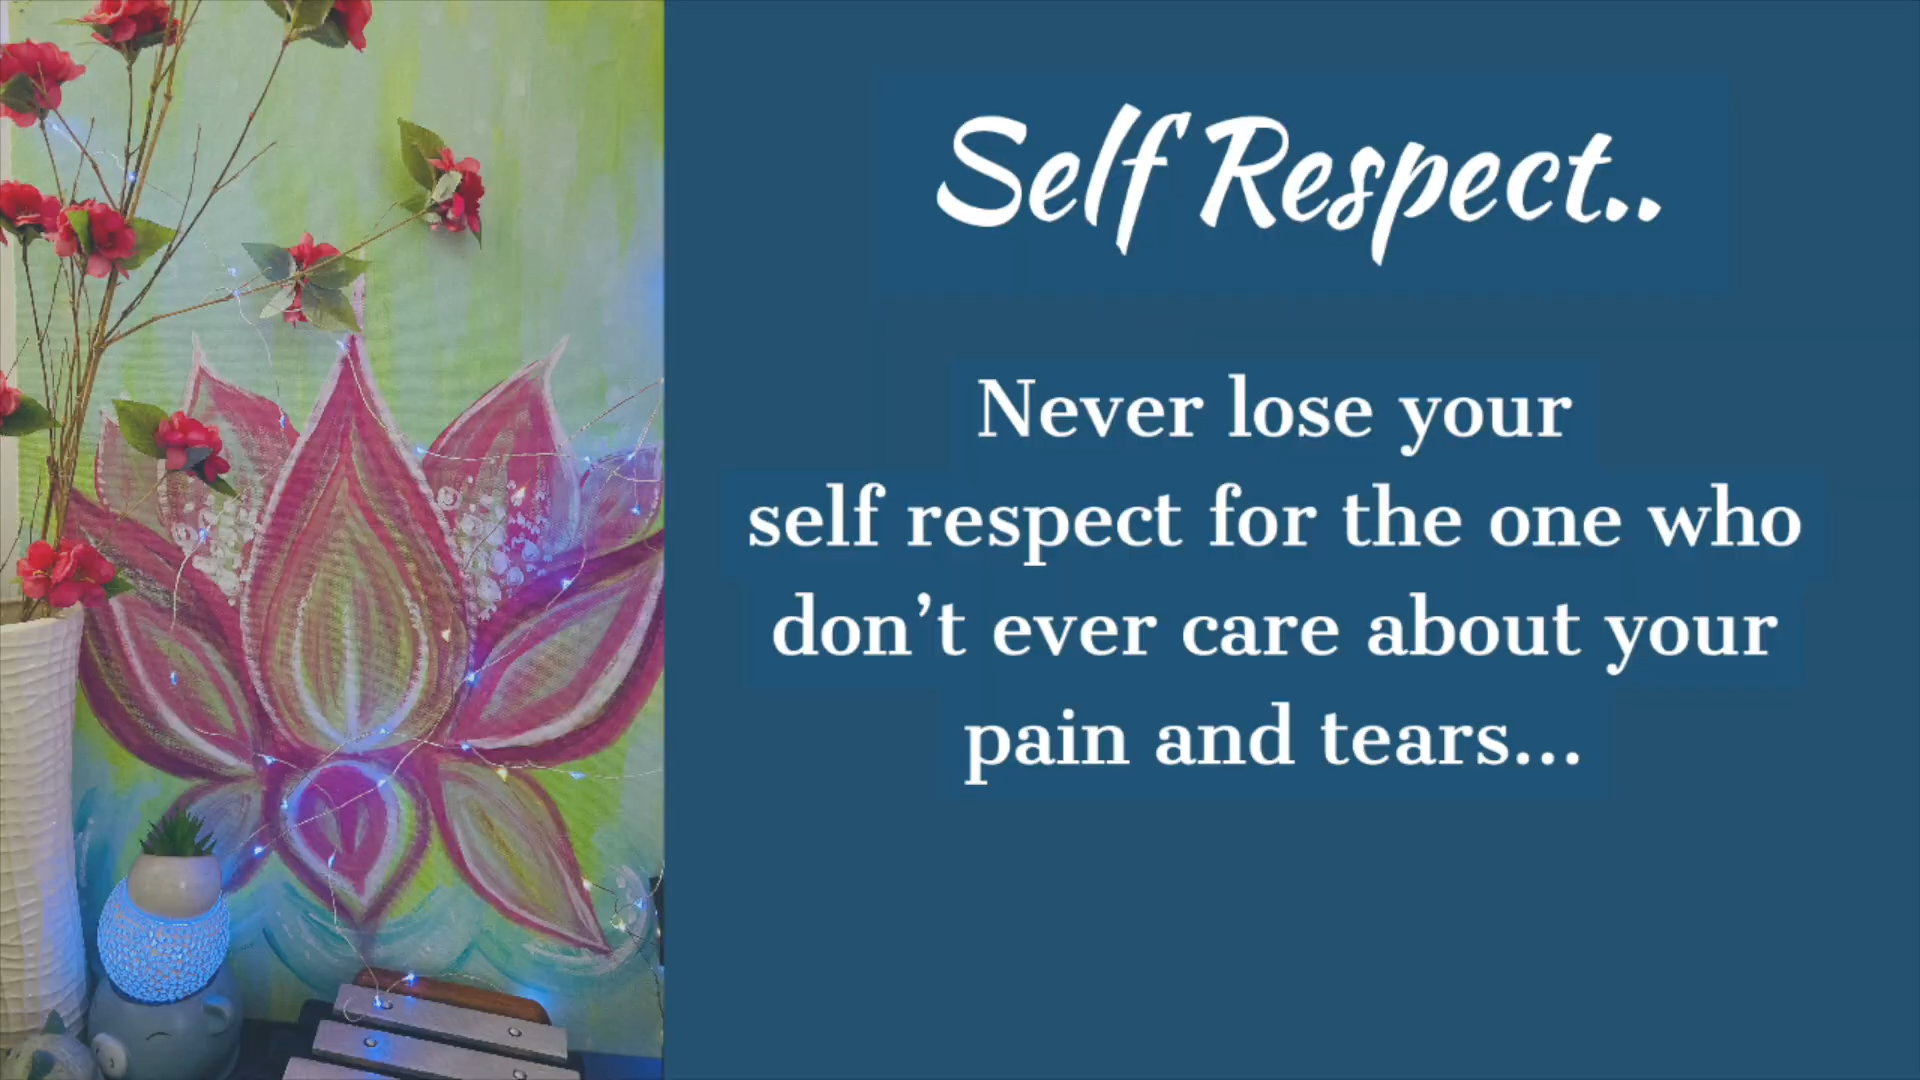 Self Respect..
Never lose your
self respect for the one who
don’t ever care about your
pain and tears...